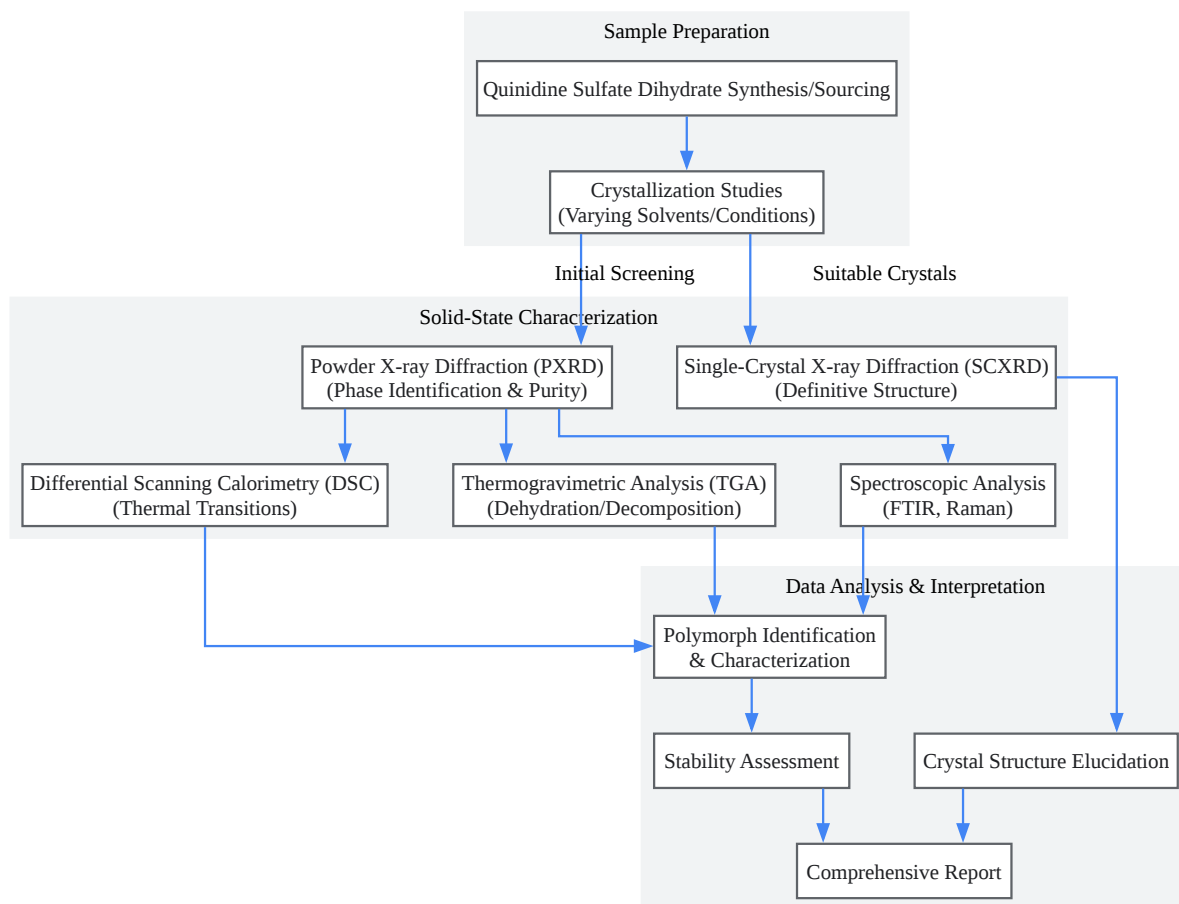 Sample Preparation
Quinidine Sulfate Dihydrate Synthesis/Sourcing
Crystallization Studies
(Varying Solvents/Conditions)
Initial Screening
Suitable Crystals
Solid-State Characterization
Powder X-ray Diffraction (PXRD)
(Phase Identification & Purity)
Single-Crystal X-ray Diffraction (SCXRD)
(Definitive Structure)
Differential Scanning Calorimetry (DSC)
(Thermal Transitions)
Thermogravimetric Analysis (TGA)
(Dehydration/Decomposition)
Spectroscopic Analysis
(FTIR, Raman)
Data Analysis & Interpretation
Polymorph Identification
& Characterization
Stability Assessment
Crystal Structure Elucidation
Comprehensive Report